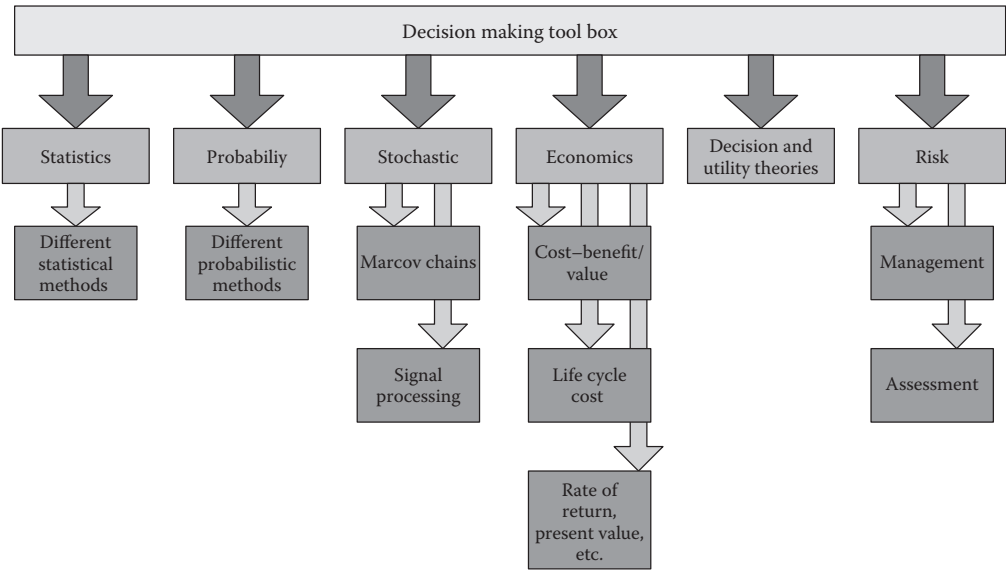 Decision making tool box
Statistics
Probabiliy
Stochastic
Economics
Decision and
utility theories
Risk
Different
statistical
methods
Different
probabilistic
methods
Marcov chains
Cost–benefit/
value
Management
Signal
processing
Life cycle
cost
Assessment
Rate of
return,
present value,
etc.